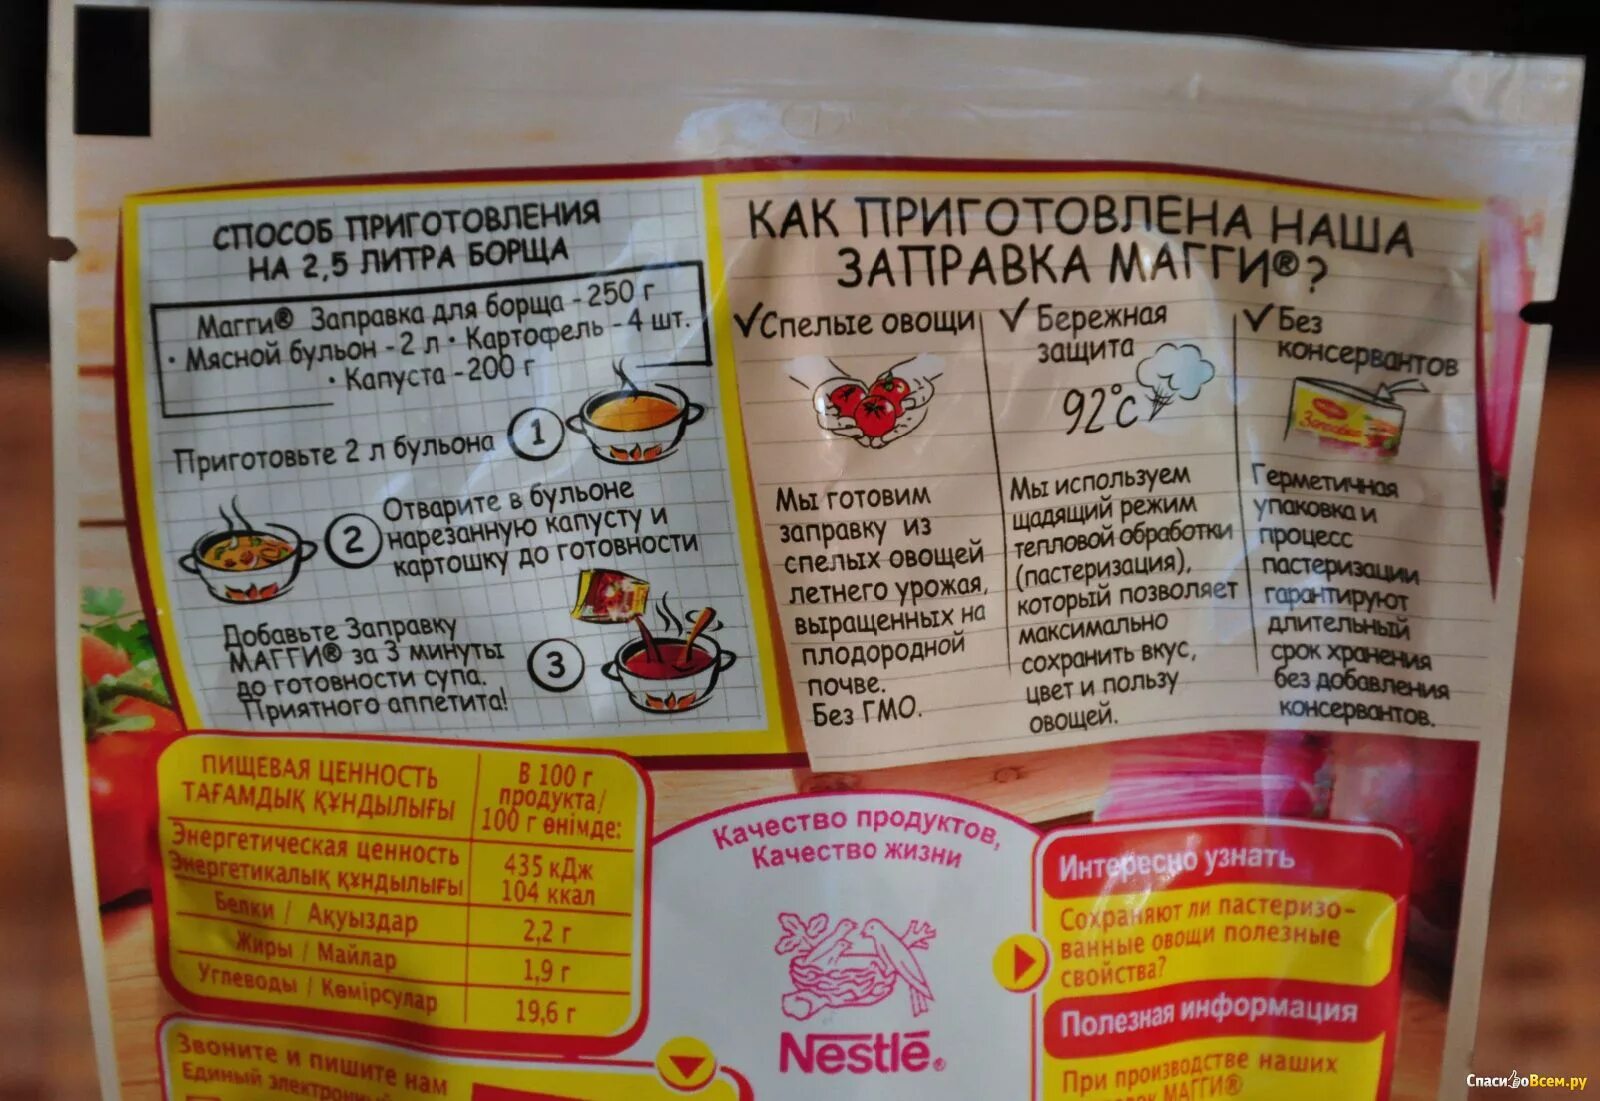 СПОСОБ ПРИГОТОВЛЕНИЯ
НА 2,5 ЛИТРА БОРЩА
Магги® Заправка для борща - 250 г
• Мясной бульон - 2 л • Картофель - 4 шт.
• Капуста - 200 г
Приготовьте 2 л бульона
1
2
Отварите в бульоне
нарезанную капусту и
картошку до готовности
Добавьте Заправку
МАГГИ® за 3 минуты
до готовности супа.
Приятного аппетита!
3
КАК ПРИГОТОВЛЕНА НАША
ЗАПРАВКА МАГГИ®?
✓Спелые овощи
Мы готовим
заправку из
спелых овощей
летнего урожая,
выращенных на
плодородной
почве.
Без ГМО.
✓ Бережная
защита
92°C
Мы используем
щадящий режим
тепловой обработки
(пастеризация),
который позволяет
максимально
сохранить вкус,
цвет и пользу
овощей.
✓ Без
консервантов
Герметичная
упаковка и
процесс
пастеризации
гарантируют
длительный
срок хранения
без добавления
консервантов.
ПИЩЕВАЯ ЦЕННОСТЬ
ТАҒАМДЫҚ ҚҰНДЫЛЫҒЫ
В 100 г
продукта/
100 г өнімде:
Энергетическая ценность
Энергетикалық құндылығы
435 кДж
104 ккал
Белки / Ақуыздар
2,2 г
Жиры / Майлар
1,9 г
Углеводы / Көмірсулар
19,6 г
Звоните и пишите нам
Единый
Качество продуктов,
Качество жизни
Nestlé®
Интересно узнать
Сохраняют ли пастеризо-
ванные овощи полезные
свойства?
Полезная информация
При производстве наших
МАГГИ®
СпасибоВсем.ру